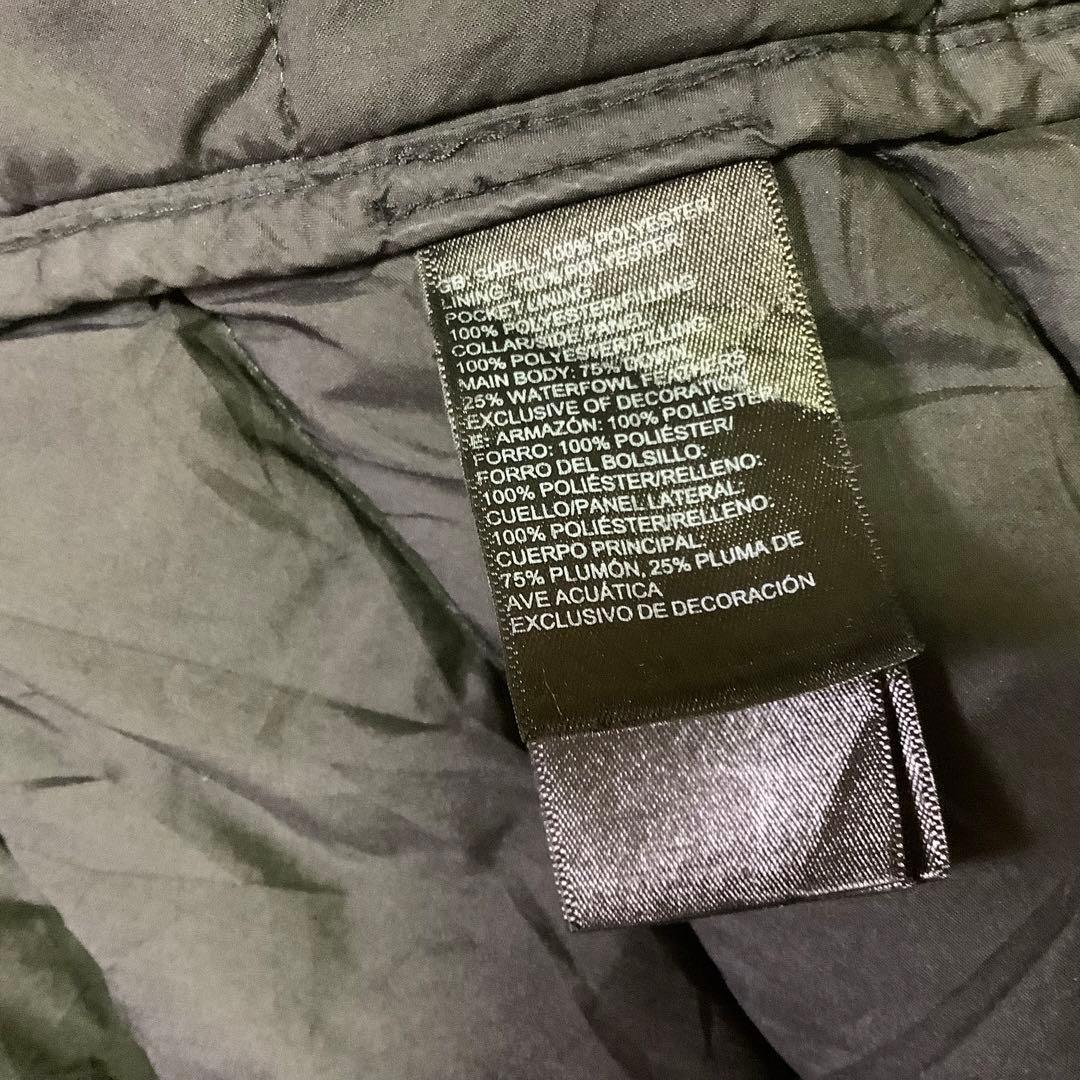 GB: SHELL: 100% POLYESTER/
LINING: 100% POLYESTER
POCKET LINING
100% POLYESTER/FILLING
COLLAR/SIDE PANEL
100% POLYESTER/FILLING
MAIN BODY: 75% DOWN,
25% WATERFOWL FEATHERS
EXCLUSIVE OF DECORATION
E: ARMAZÓN: 100% POLIÉSTER/
FORRO: 100% POLIÉSTER/
FORRO DEL BOLSILLO:
100% POLIÉSTER/RELLENO:
CUELLO/PANEL LATERAL:
100% POLIÉSTER/RELLENO:
CUERPO PRINCIPAL,
75% PLUMÓN, 25% PLUMA DE
AVE ACUÁTICA
EXCLUSIVO DE DECORACIÓN